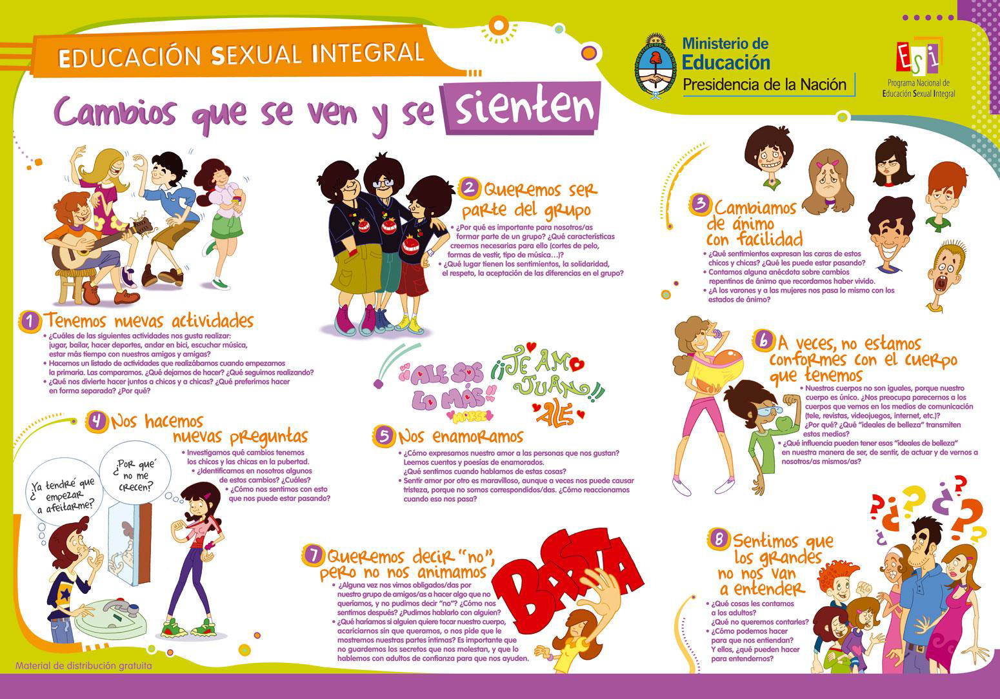 EDUCACIÓN SEXUAL INTEGRAL
Cambios que se ven y se sienten
Ministerio de
Educación
Presidencia de la Nación
ESi
Programa Nacional de
Educación Sexual Integral
1 Tenemos nuevas actividades
• ¿Cuáles de las siguientes actividades nos gusta realizar:
jugar, bailar, hacer deportes, andar en bici, escuchar música,
estar más tiempo con nuestros amigos y amigas?
• Hacemos un listado de actividades que realizábamos cuando empezamos
la primaria. Las comparamos. ¿Qué dejamos de hacer? ¿Qué seguimos realizando?
• ¿Qué nos divierte hacer juntos a chicos y a chicas? ¿Qué preferimos hacer
en forma separada? ¿Por qué?
2 Queremos ser
parte del grupo
• ¿Por qué es importante para nosotros/as
formar parte de un grupo? ¿Qué características
creemos necesarias para ello (cortes de pelo,
formas de vestir, tipo de música...)?
• ¿Qué lugar tienen los sentimientos, la solidaridad,
el respeto, la aceptación de las diferencias en el grupo?
3 Cambiamos
de ánimo
con facilidad
• ¿Qué sentimientos expresan las caras de estos
chicos y chicas? ¿Qué les puede estar pasando?
• Contamos alguna anécdota sobre cambios
repentinos de ánimo que recordamos haber vivido.
• ¿A los varones y a las mujeres nos pasa lo mismo con los
estados de ánimo?
4 Nos hacemos
nuevas preguntas
• Investigamos qué cambios tenemos
los chicos y las chicas en la pubertad.
• ¿Identificamos en nosotros algunos
de estos cambios? ¿Cuáles?
• ¿Cómo nos sentimos con esto
que nos puede estar pasando?
¿Ya tendré que
empezar
a afeitarme?
¿Por qué
no me
crecen?
"ALE SOS
LO MÁS"
MARSE
¡¡TE AMO
JUAN!!
ALE
5 Nos enamoramos
• ¿Cómo expresamos nuestro amor a las personas que nos gustan?
Leemos cuentos y poesías de enamorados.
¿Qué sentimos cuando hablamos de estas cosas?
• Sentir amor por otro es maravilloso, aunque a veces nos puede causar
tristeza, porque no somos correspondidos/das. ¿Cómo reaccionamos
cuando eso nos pasa?
6 A veces, no estamos
conformes con el cuerpo
que tenemos
• Nuestros cuerpos no son iguales, porque nuestro
cuerpo es único. ¿Nos preocupa parecernos a los
cuerpos que vemos en los medios de comunicación
(tele, revistas, videojuegos, internet, etc.)?
¿Por qué? ¿Qué "ideales de belleza" transmiten
estos medios?
• ¿Qué influencia pueden tener esos "ideales de belleza"
en nuestra manera de ser, de sentir, de actuar y de vernos a
nosotros/as mismos/as?
7 Queremos decir "no",
pero no nos animamos
• ¿Alguna vez nos vimos obligados/das por
nuestro grupo de amigos/as a hacer algo que no
queríamos, y no pudimos decir "no"? ¿Cómo nos
sentimos después? ¿Pudimos hablarlo con alguien?
• ¿Qué haríamos si alguien quiere tocar nuestro cuerpo,
acariciarnos sin que queramos, o nos pide que le
mostremos nuestras partes íntimas? Es importante que
no guardemos los secretos que nos molestan, y que lo
hablemos con adultos de confianza para que nos ayuden.
BASTA
8 Sentimos que
los grandes
no nos van
a entender
• ¿Qué cosas les contamos
a los adultos?
¿Qué no queremos contarles?
• ¿Cómo podemos hacer
para que nos entiendan?
Y ellos, ¿qué pueden hacer
para entendernos?
? ¿ ? ¿ ? ¿ ?
Material de distribución gratuita